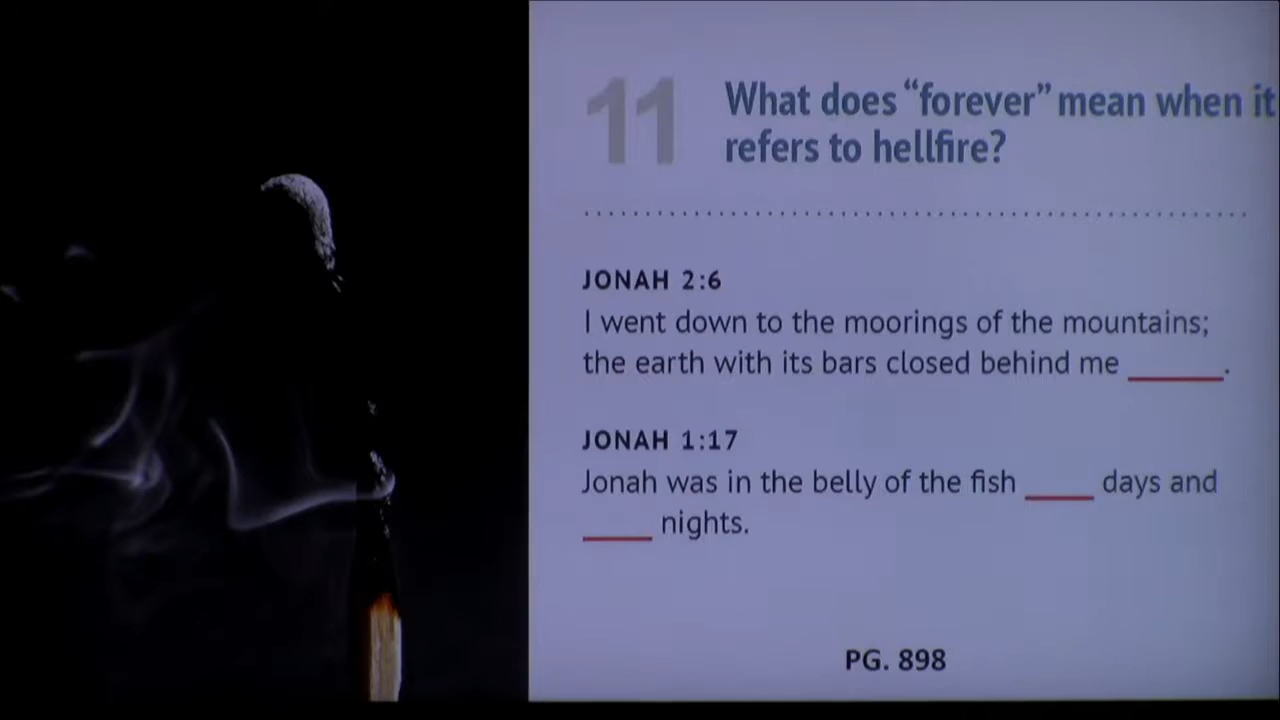 11
What does “forever” mean when it
refers to hellfire?
JONAH 2:6
I went down to the moorings of the mountains;
the earth with its bars closed behind me ______.
JONAH 1:17
Jonah was in the belly of the fish ____ days and
____ nights.
PG. 898